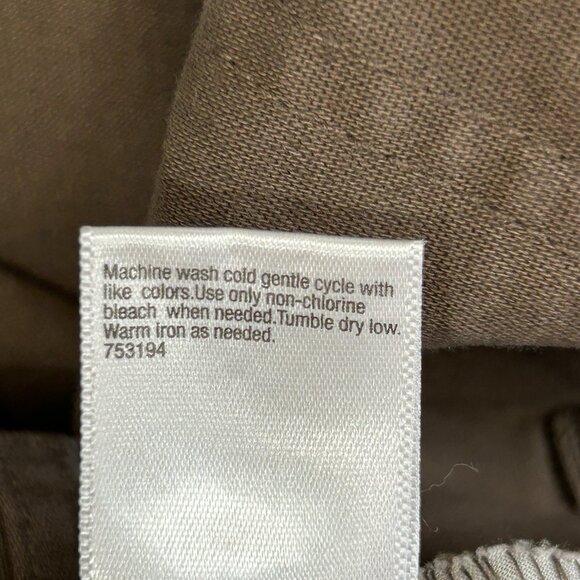 Machine wash cold gentle cycle with
like colors.Use only non-chlorine
bleach when needed.Tumble dry low.
Warm iron as needed.
753194